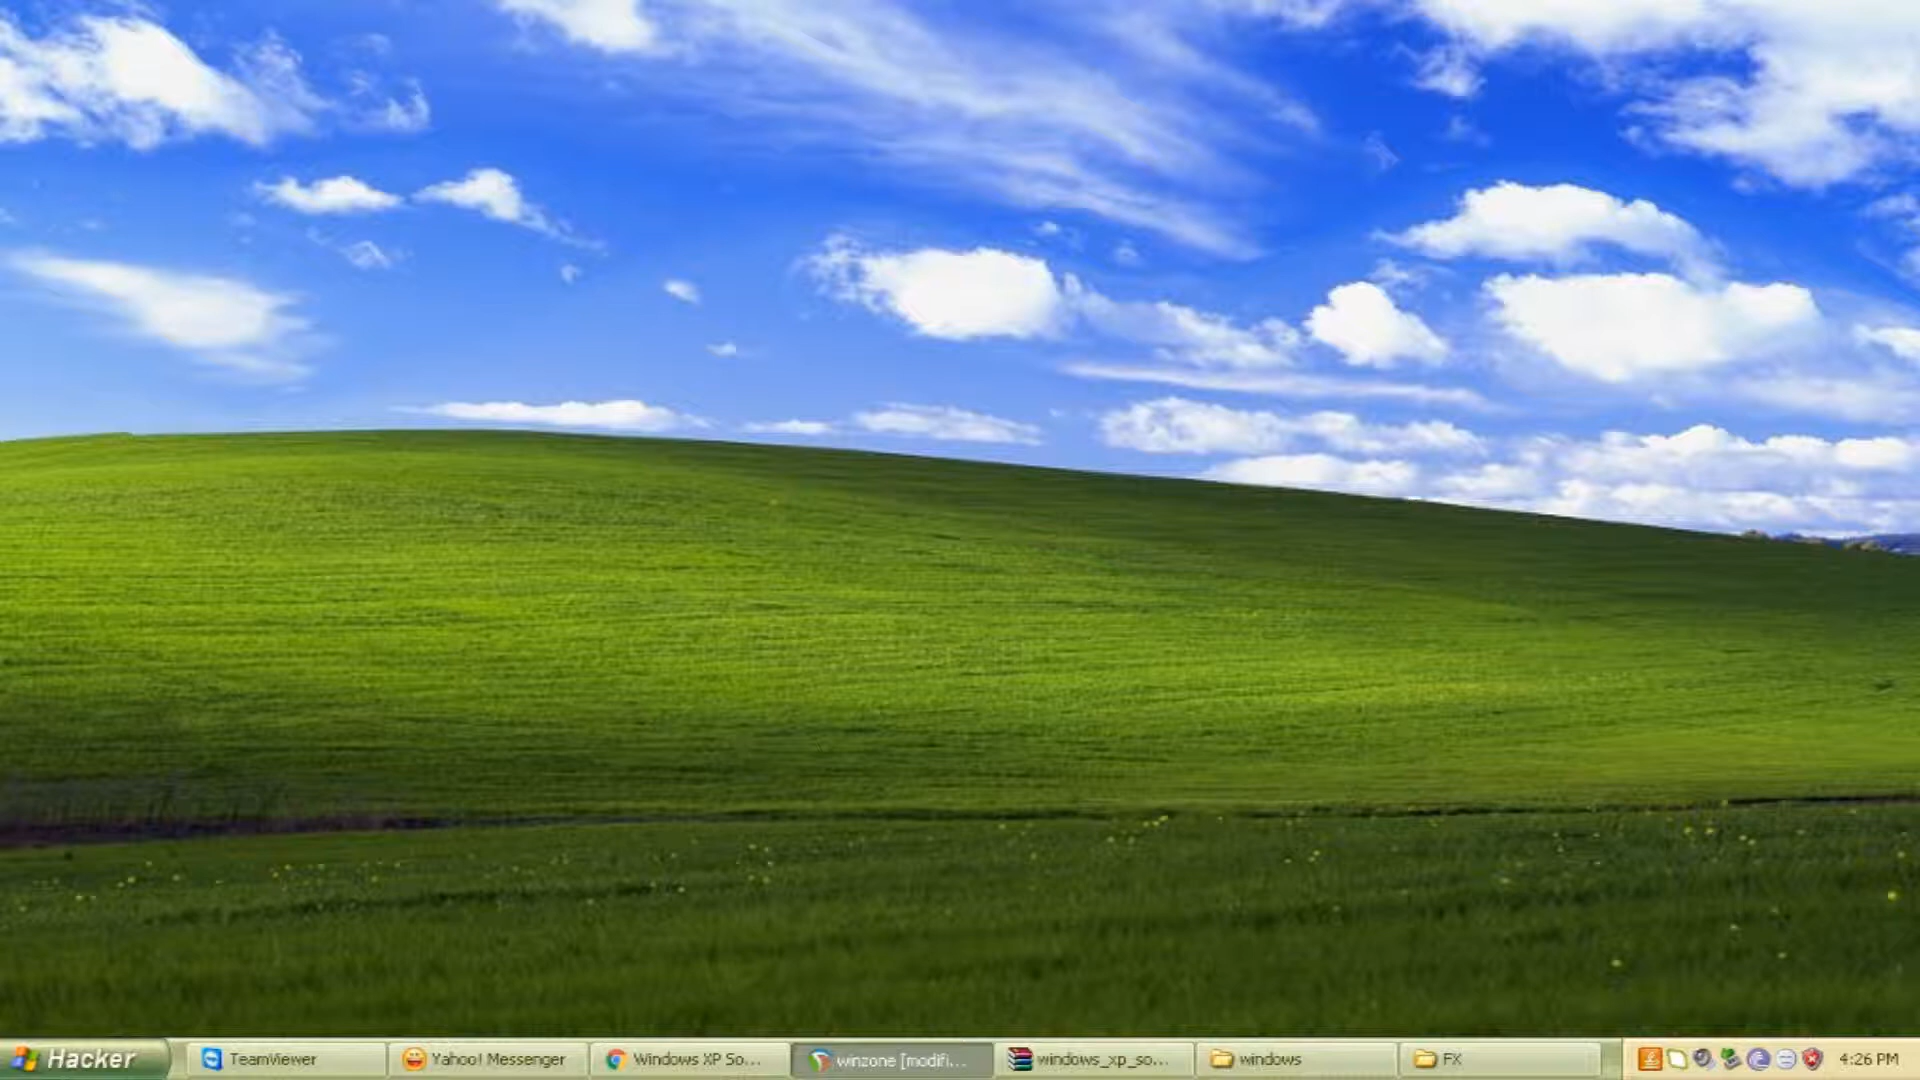 Hacker
TeamViewer
Yahoo! Messenger
Windows XP So...
winzone [modifi...
windows_xp_so...
windows
FX
4:26 PM